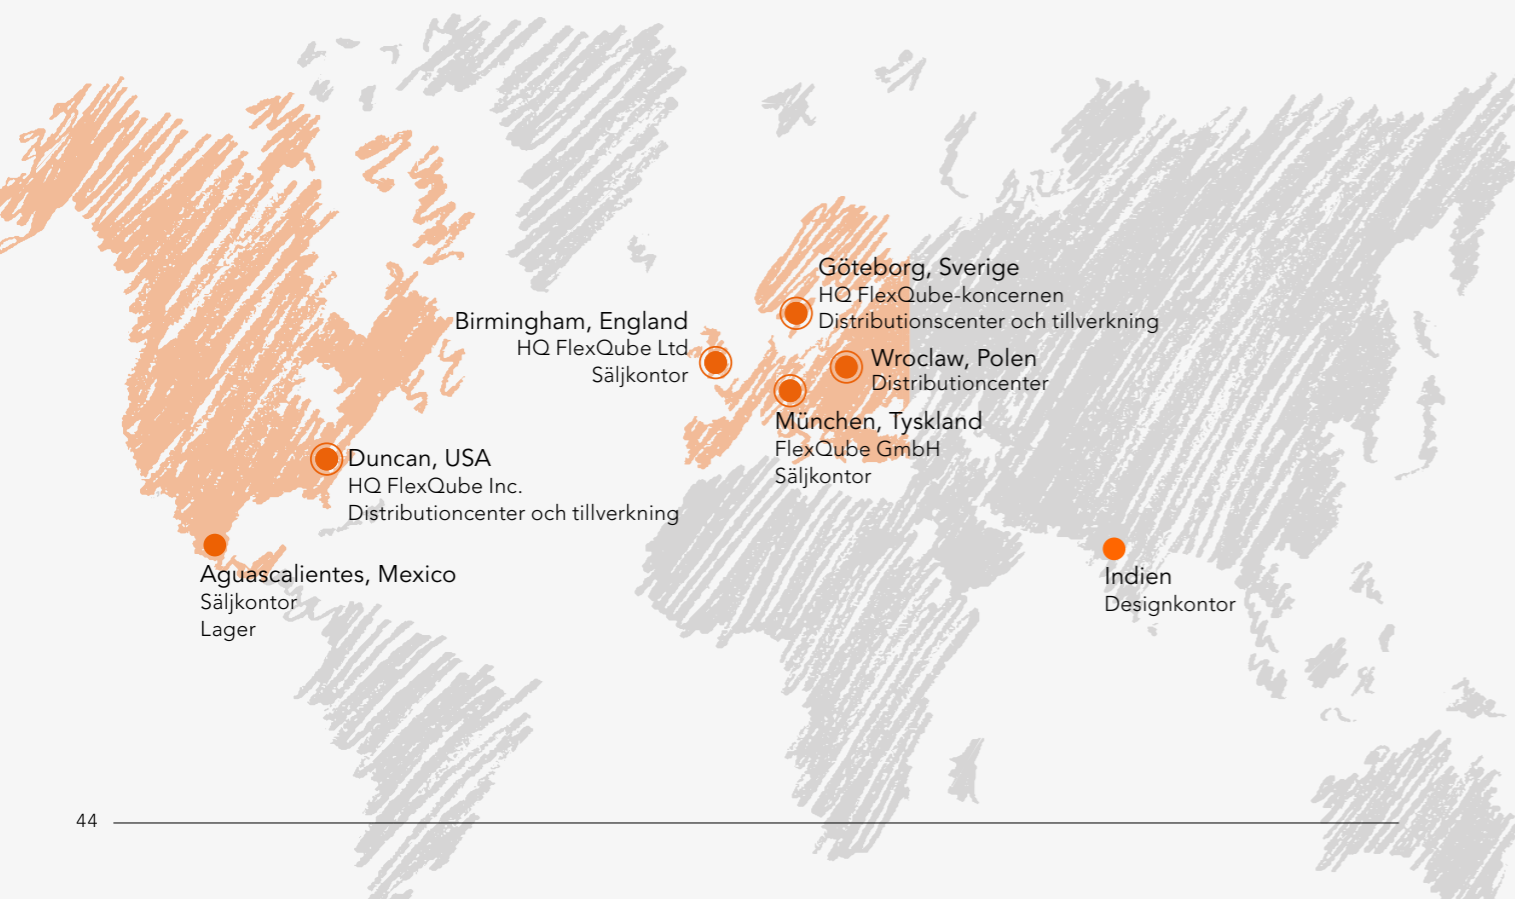 Göteborg, Sverige
HQ FlexQube-koncernen
Distributionscenter och tillverkning
Birmingham, England
HQ FlexQube Ltd
Säljkontor
Wroclaw, Polen
Distributioncenter
München, Tyskland
FlexQube GmbH
Säljkontor
Duncan, USA
HQ FlexQube Inc.
Distributioncenter och tillverkning
Aguascalientes, Mexico
Säljkontor
Lager
Indien
Designkontor
44